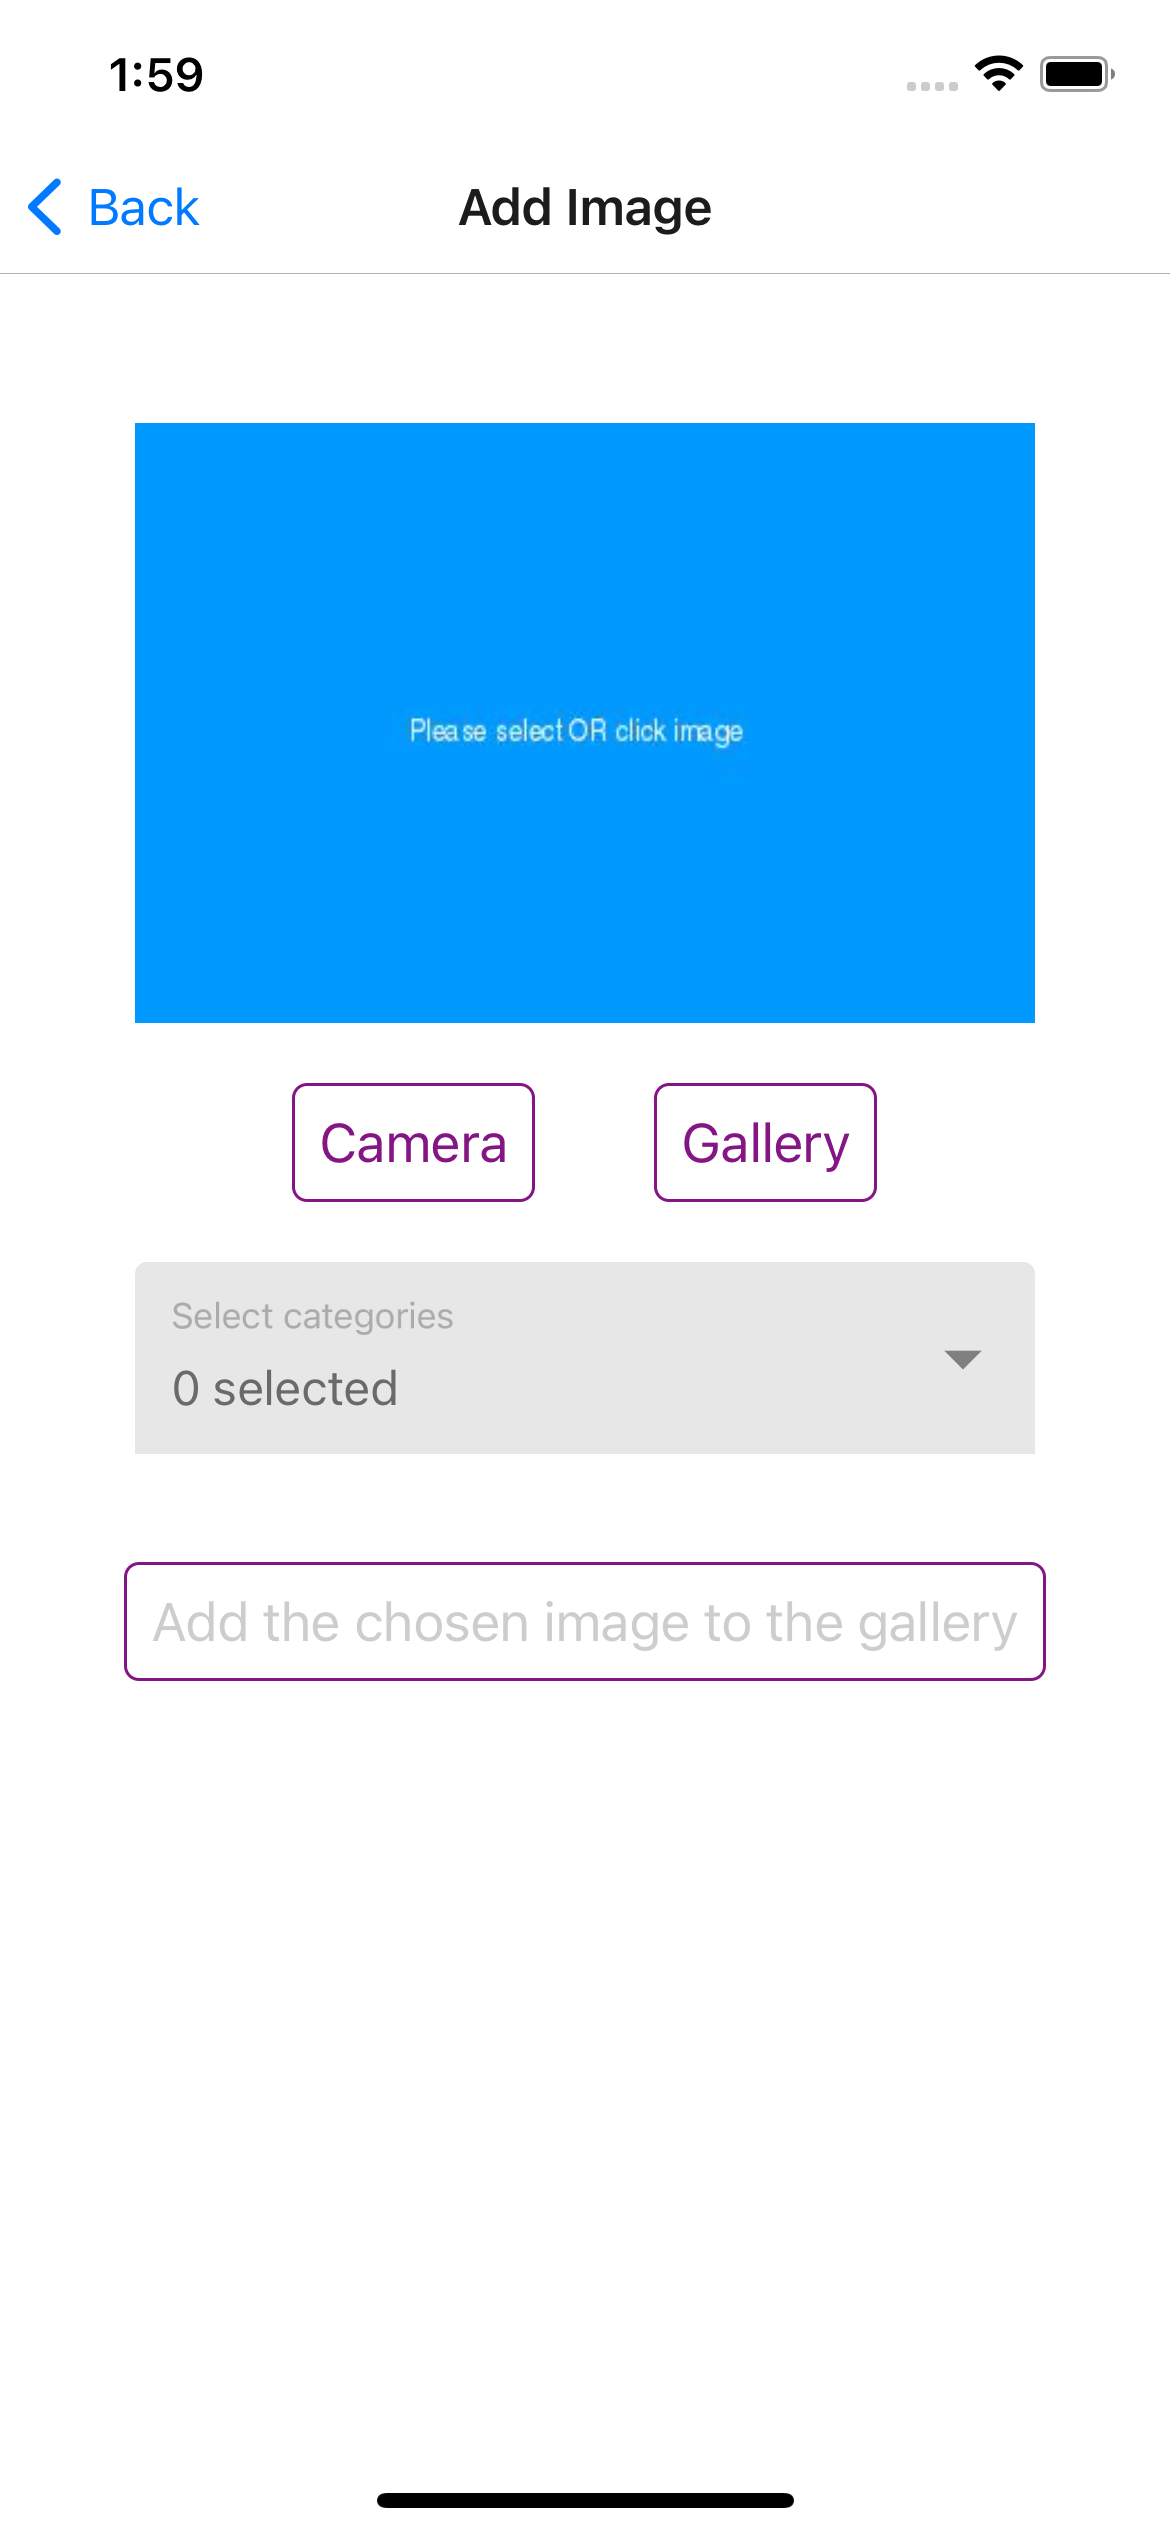 1:59
Back
Add Image
Please select OR click image
Camera
Gallery
Select categories
0 selected
Add the chosen image to the gallery